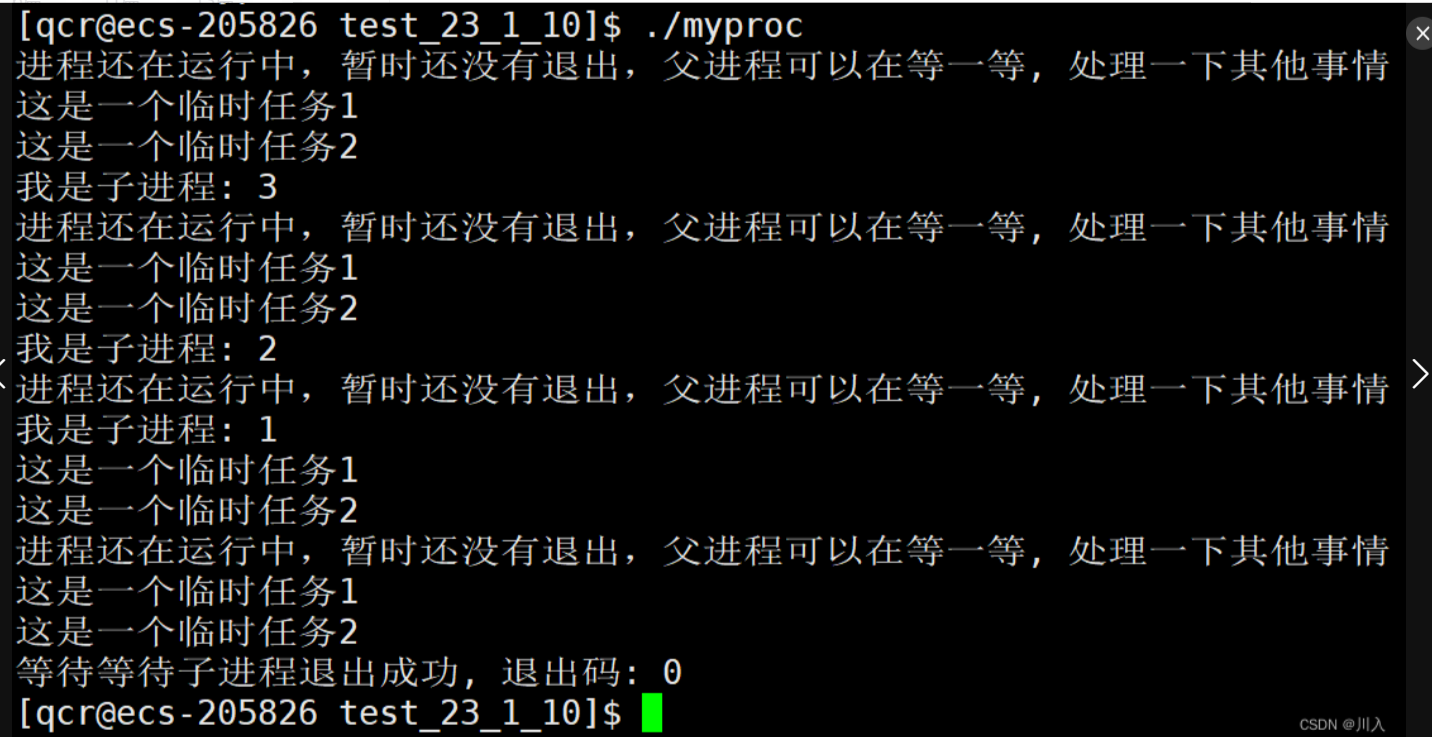 [qcr@ecs-205826 test_23_1_10]$ ./myproc
进程还在运行中，暂时还没有退出，父进程可以在等一等, 处理一下其他事情
这是一个临时任务1
这是一个临时任务2
我是子进程: 3
进程还在运行中，暂时还没有退出，父进程可以在等一等, 处理一下其他事情
这是一个临时任务1
这是一个临时任务2
我是子进程: 2
进程还在运行中，暂时还没有退出，父进程可以在等一等, 处理一下其他事情
我是子进程: 1
这是一个临时任务1
这是一个临时任务2
进程还在运行中，暂时还没有退出，父进程可以在等一等, 处理一下其他事情
这是一个临时任务1
这是一个临时任务2
等待等待子进程退出成功, 退出码: 0
[qcr@ecs-205826 test_23_1_10]$
CSDN @川入